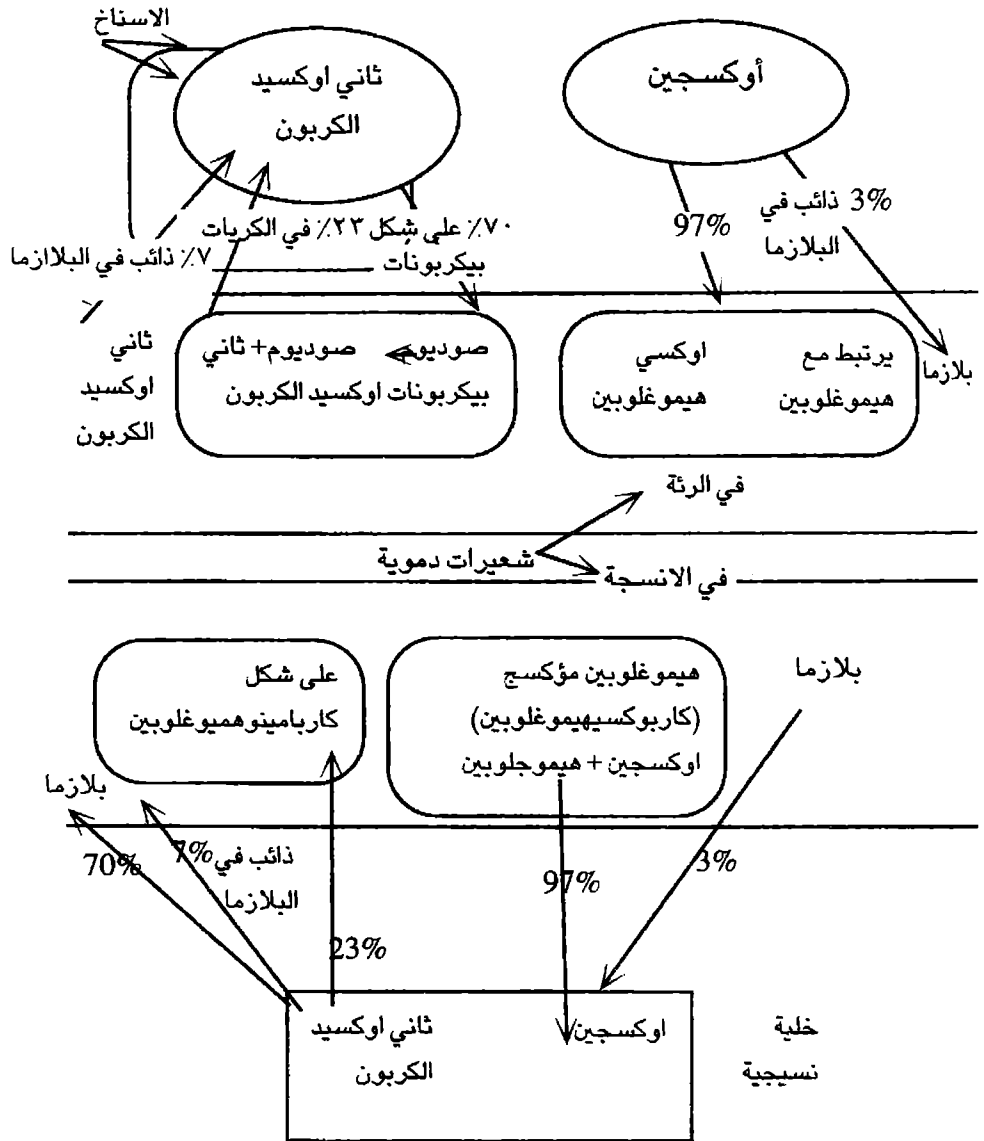 الاسناخ
أوكسجين
ثاني اوكسيد
الكربون
3% ذائب في
البلازما
97%
٧٠٪ على شكل ٢٣٪ في الكريات
بيكربونات
٧٪ ذائب في البلاازما
بلازما
يرتبط مع
هيموغلوبين
اوكسي
هيموغلوبين
صوديوم صوديوم+ ثاني
بيكربونات اوكسيد الكربون
ثاني
اوكسيد
الكربون
في الرئة
شعيرات دموية
في الانسجة
بلازما
هيموغلوبين مؤكسج
(كاربوكسيهيموغلوبين)
اوكسجين + هيموجلوبين
على شكل
كاربامينوهميوغلوبين
بلازما
3%
97%
7% ذائب في
البلازما
70%
23%
خلية
نسيجية
اوكسجين
ثاني اوكسيد
الكربون